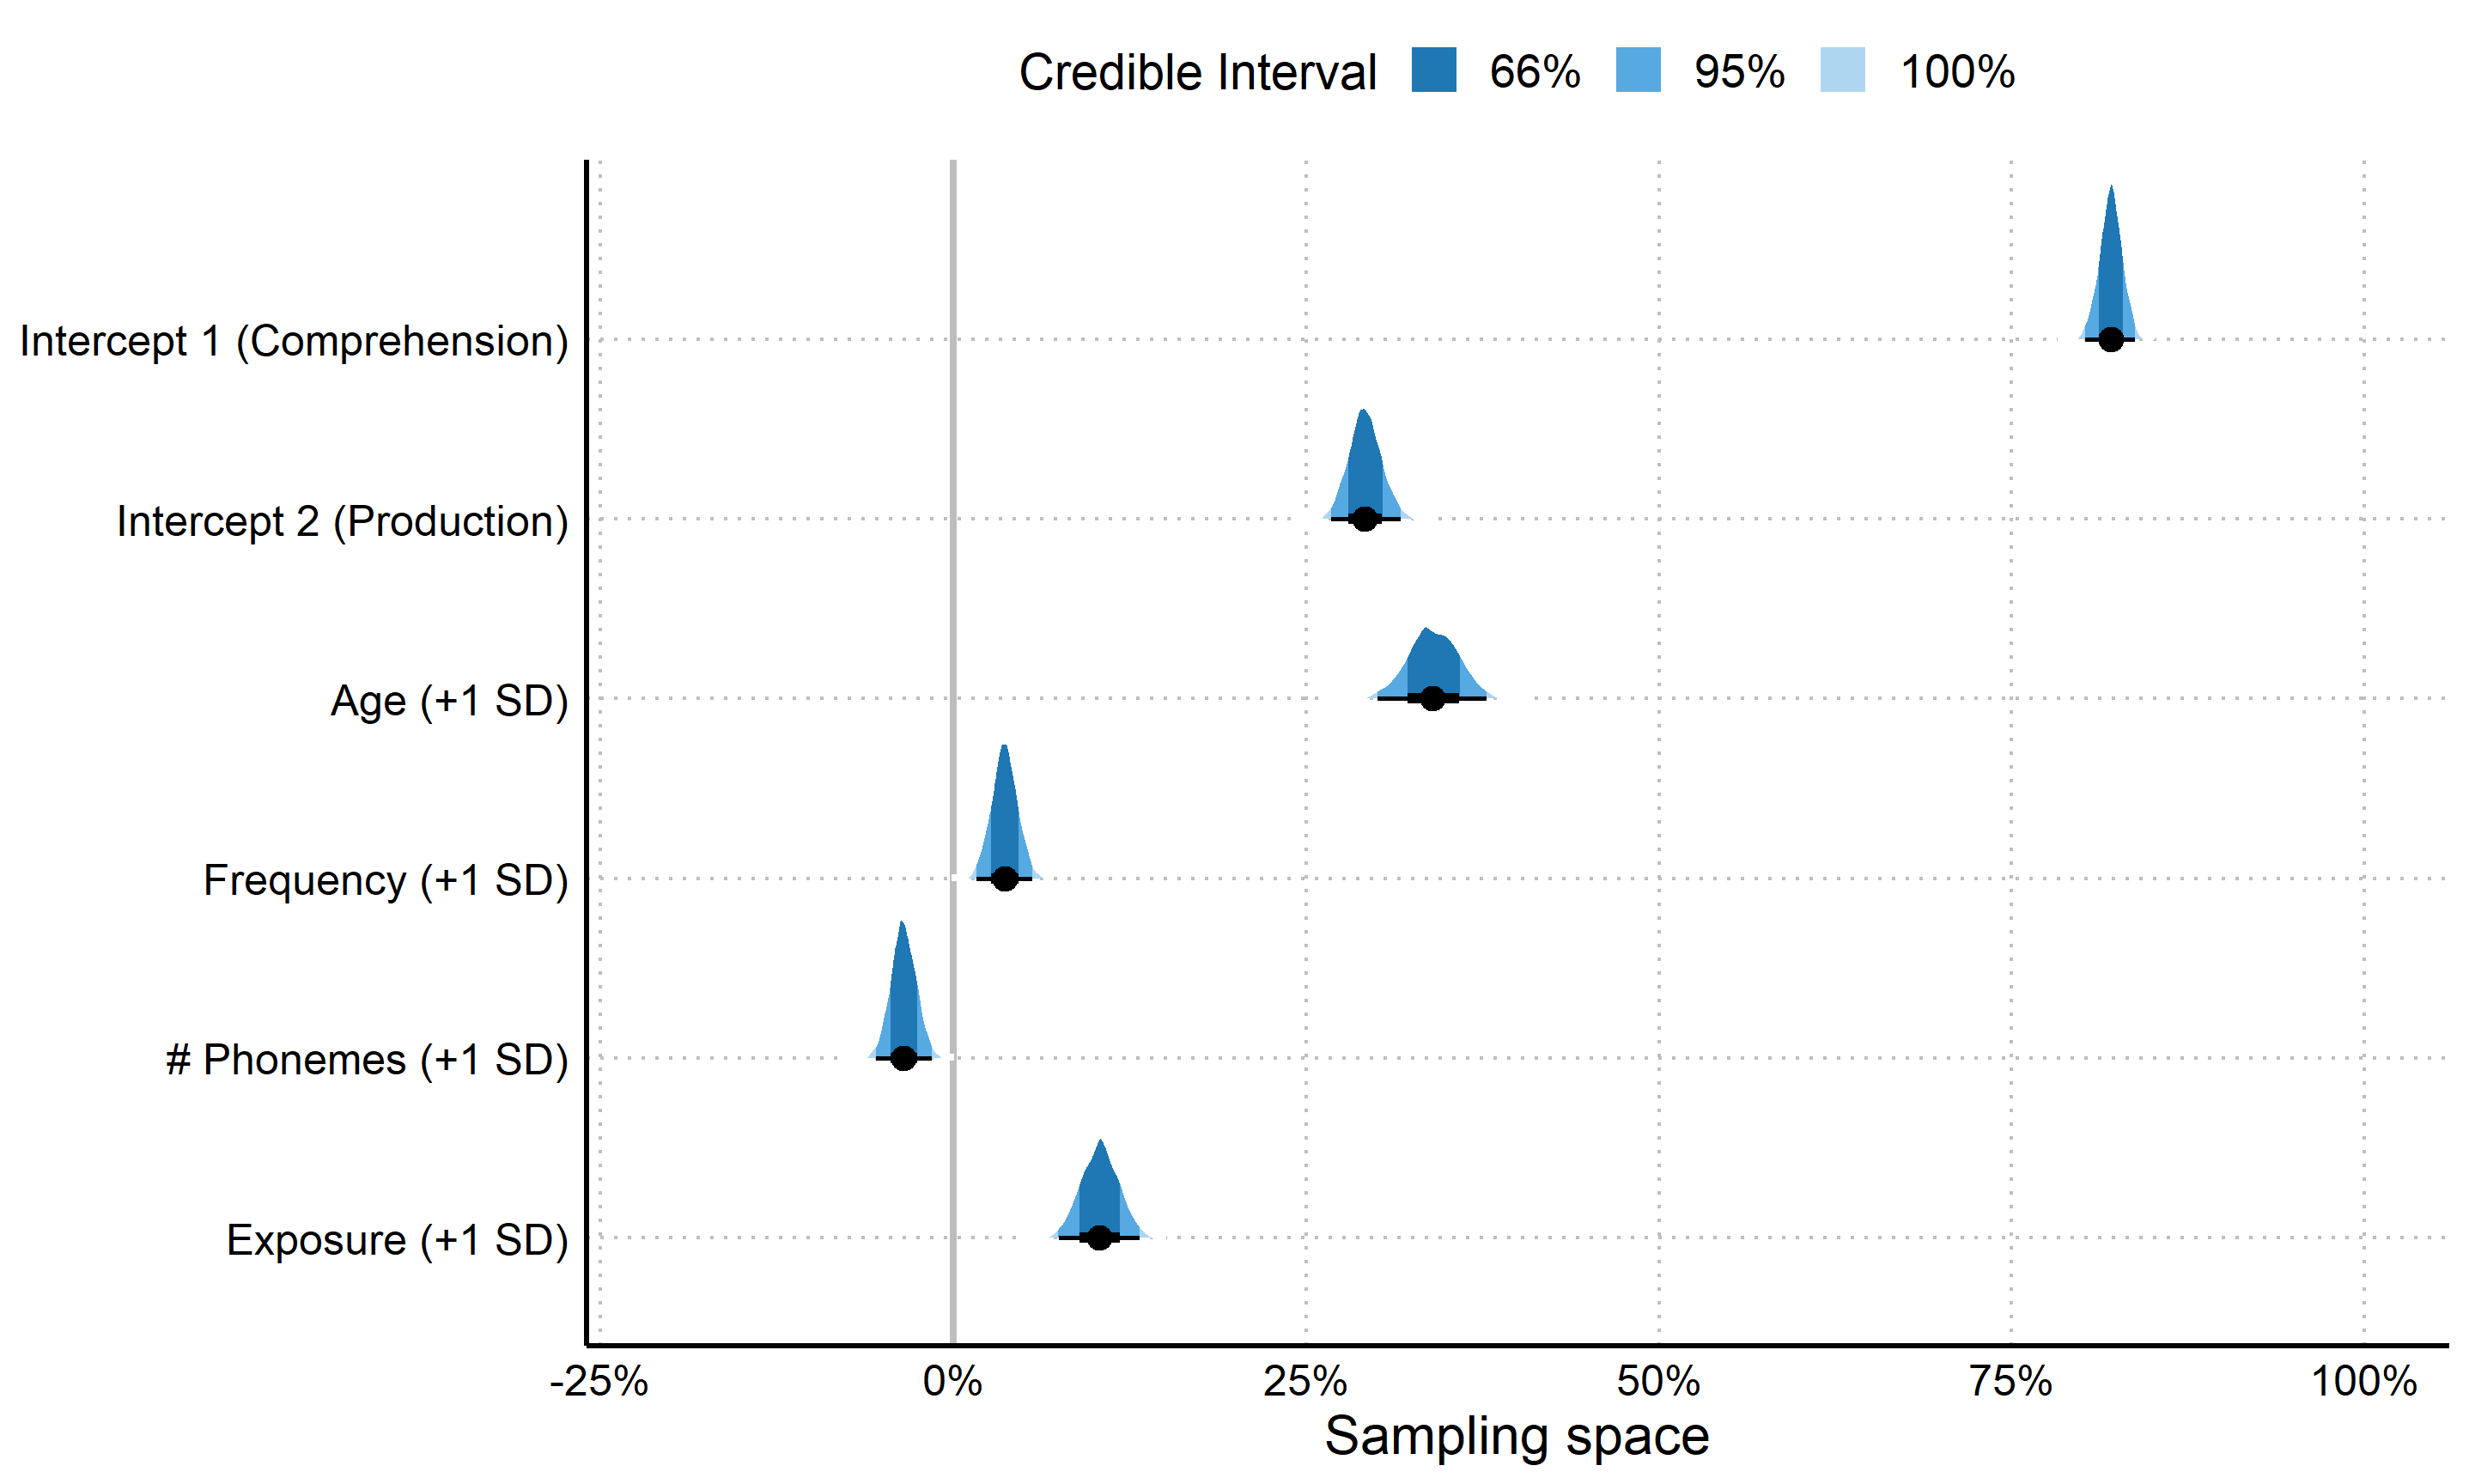 Credible Interval 66% 95% 100%
Intercept 1 (Comprehension)
Intercept 2 (Production)
Age (+1 SD)
Frequency (+1 SD)
# Phonemes (+1 SD)
Exposure (+1 SD)
-25% 0% 25% 50% 75% 100%
Sampling space